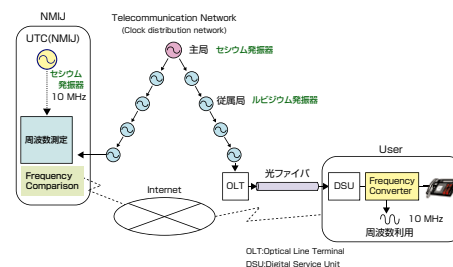 NMIJ
UTC(NMIJ)
セシウム
発振器
10 MHz
周波数測定
Frequency
Comparison
Telecommunication Network
(Clock distribution network)
主局 セシウム発振器
従属局 ルビジウム発振器
Internet
OLT
光ファイバ
User
DSU
Frequency
Converter
10 MHz
周波数利用
OLT:Optical Line Terminal
DSU:Digital Service Unit